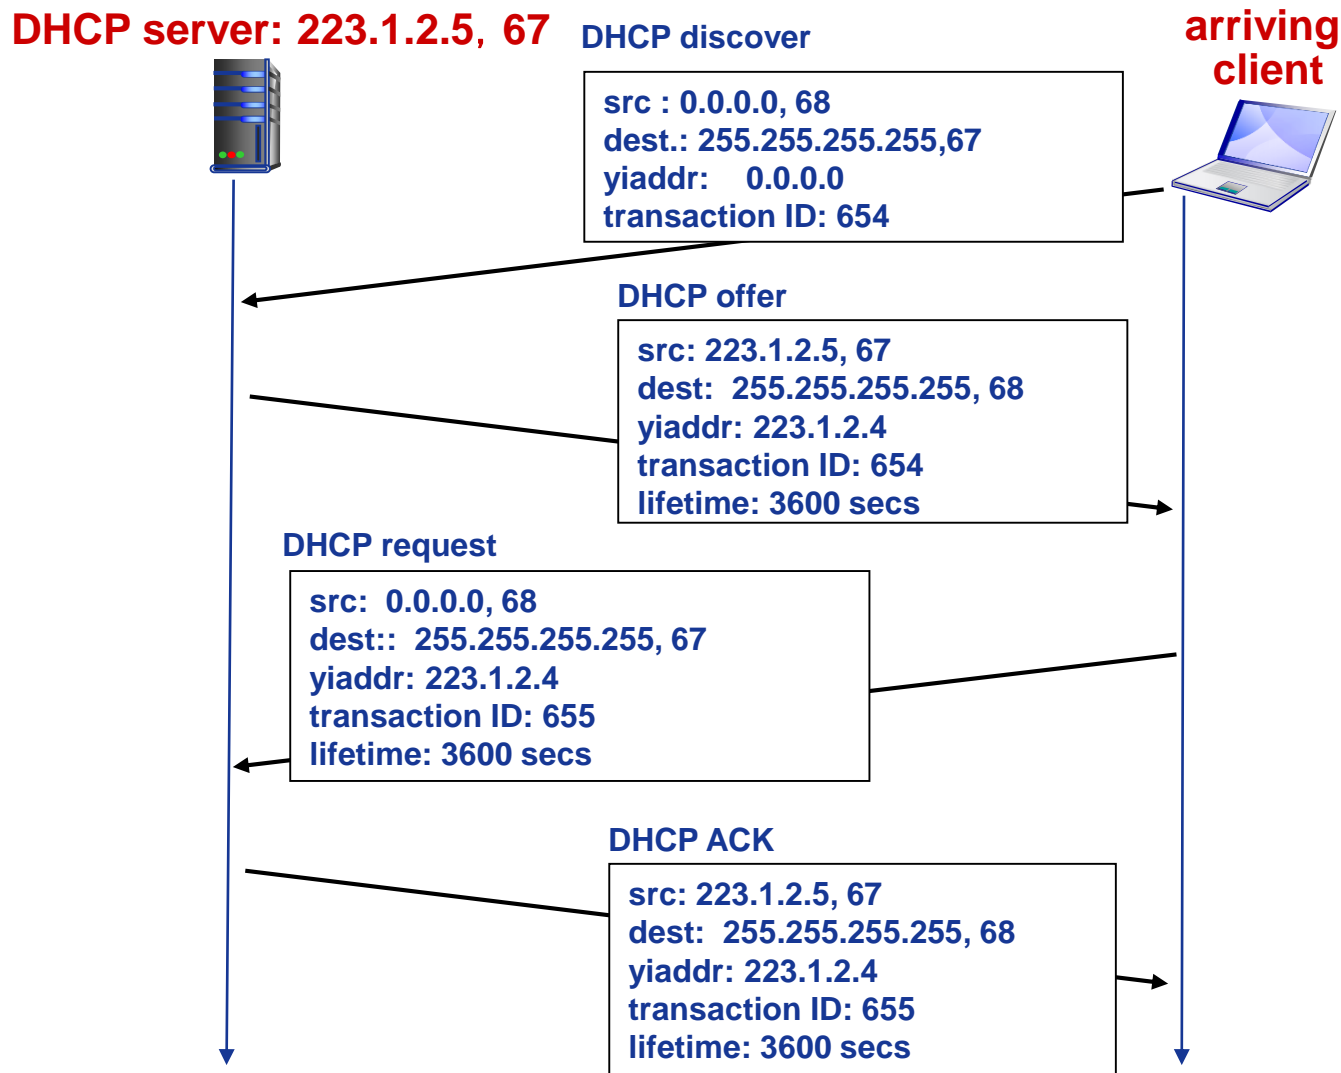 DHCP server: 223.1.2.5, 67
arriving
client
DHCP discover
src : 0.0.0.0, 68
dest.: 255.255.255.255,67
yiaddr: 0.0.0.0
transaction ID: 654
DHCP offer
src: 223.1.2.5, 67
dest: 255.255.255.255, 68
yiaddr: 223.1.2.4
transaction ID: 654
lifetime: 3600 secs
DHCP request
src: 0.0.0.0, 68
dest:: 255.255.255.255, 67
yiaddr: 223.1.2.4
transaction ID: 655
lifetime: 3600 secs
DHCP ACK
src: 223.1.2.5, 67
dest: 255.255.255.255, 68
yiaddr: 223.1.2.4
transaction ID: 655
lifetime: 3600 secs